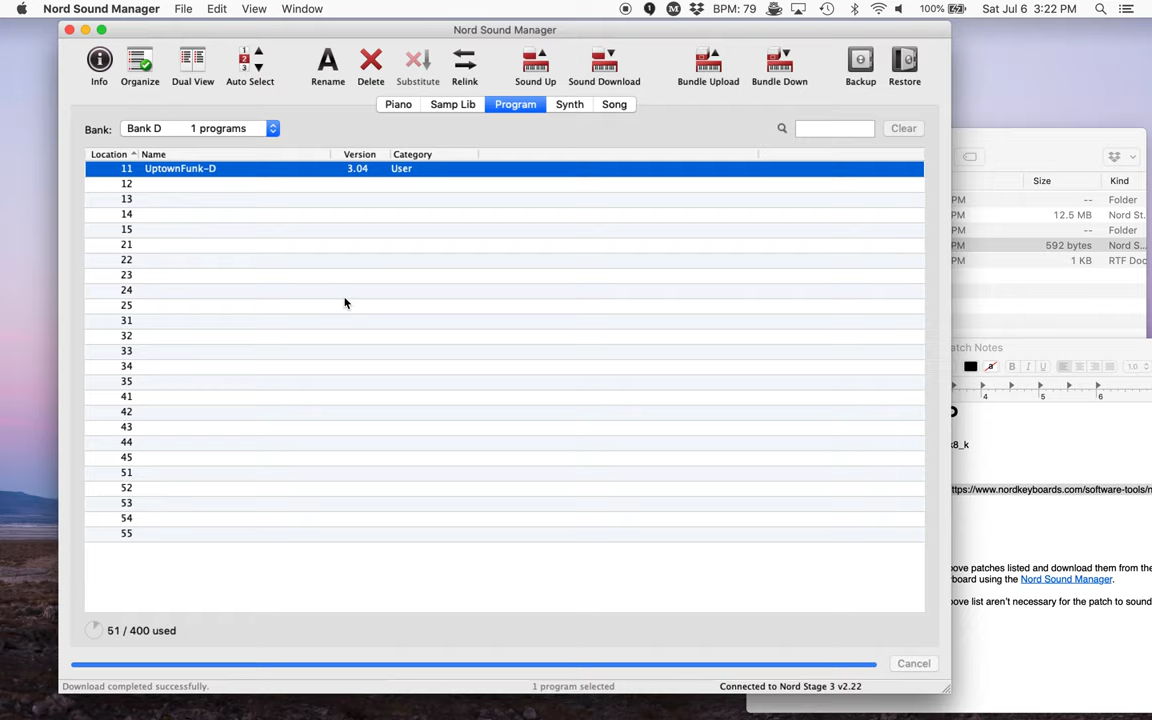 Nord Sound Manager File Edit View Window BPM: 79 100% Sat Jul 6 3:22 PM
Nord Sound Manager
Info Organize Dual View Auto Select Rename Delete Substitute Relink Sound Up Sound Download Bundle Upload Bundle Down Backup Restore
Piano Samp Lib Program Synth Song
Bank: Bank D 1 programs Clear
Location Name Version Category
11 UptownFunk-D 3.04 User
12
13
14
15
21
22
23
24
25
31
32
33
34
35
41
42
43
44
45
51
52
53
54
55
51 / 400 used
Cancel
Download completed successfully. 1 program selected Connected to Nord Stage 3 v2.22
Size Kind
PM -- Folder
PM 12.5 MB Nord St.
PM -- Folder
PM 592 bytes Nord S...
PM 1 KB RTF Doc
atch Notes
a B I U 1.0
4 5 6
k8_k
https://www.nordkeyboards.com/software-tools/n
ove patches listed and download them from the
board using the Nord Sound Manager.
ove list aren't necessary for the patch to sound